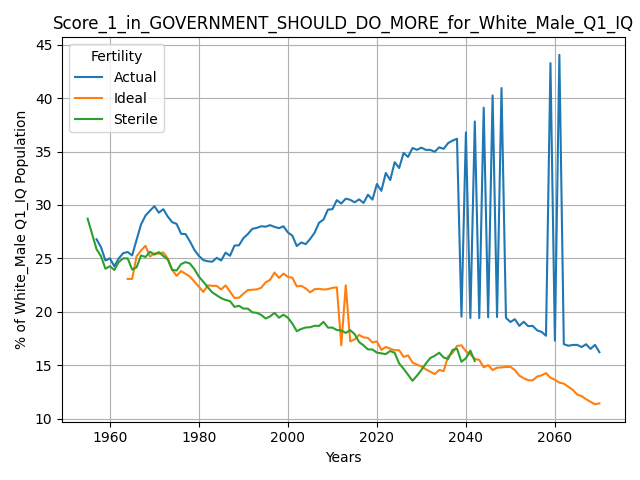 Score_1_in_GOVERNMENT_SHOULD_DO_MORE_for_White_Male_Q1_IQ
Fertility
Actual
Ideal
Sterile
% of White_Male Q1_IQ Population
45
40
35
30
25
20
15
10
1960
1980
2000
2020
2040
2060
Years